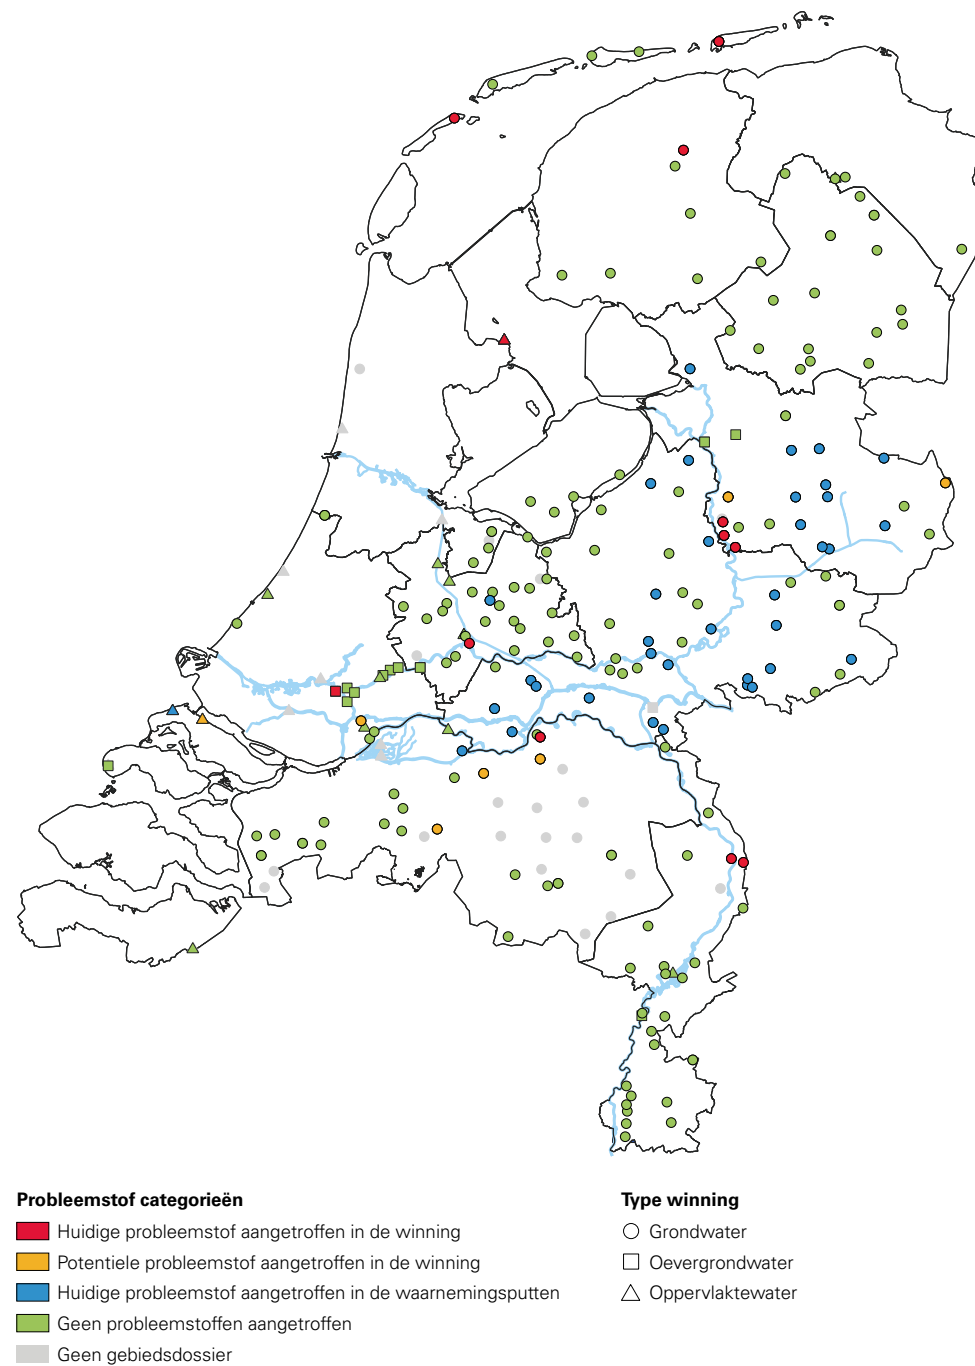 Probleemstof categorieën
Huidige probleemstof aangetroffen in de winning
Potentiele probleemstof aangetroffen in de winning
Huidige probleemstof aangetroffen in de waarnemingsputten
Geen probleemstoffen aangetroffen
Geen gebiedsdossier
Type winning
Grondwater
Oevergrondwater
Oppervlaktewater